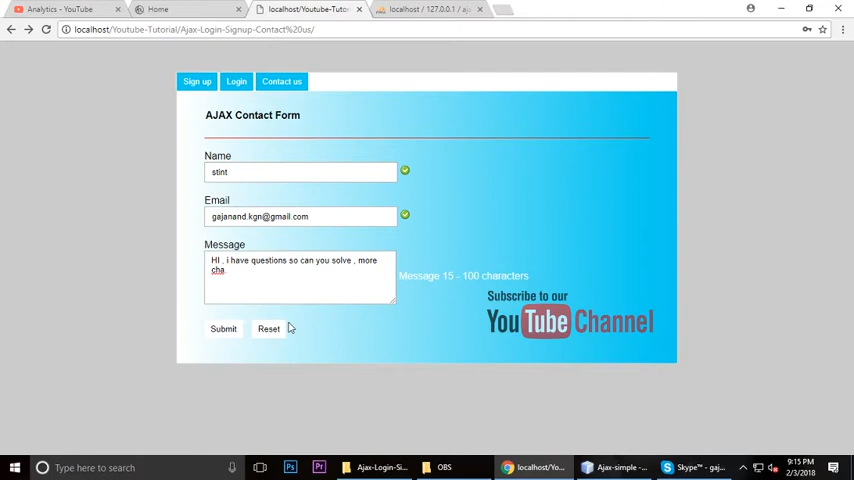 Analytics - YouTube
Home
localhost/Youtube-Tutor
localhost / 127.0.0.1 / aja
localhost/Youtube-Tutorial/Ajax-Login-Signup-Contact%20us/
Sign up
Login
Contact us
AJAX Contact Form
Name
stint
Email
gajanand.kgn@gmail.com
Message
HI . i have questions so can you solve , more
cha.
Message 15 - 100 characters
Subscribe to our
YouTube Channel
Submit
Reset
Type here to search
Ps
Pr
Ajax-Login-Si...
OBS
localhost/Yo...
Ajax-simple -...
Skype™ - gaj...
9:15 PM
2/3/2018